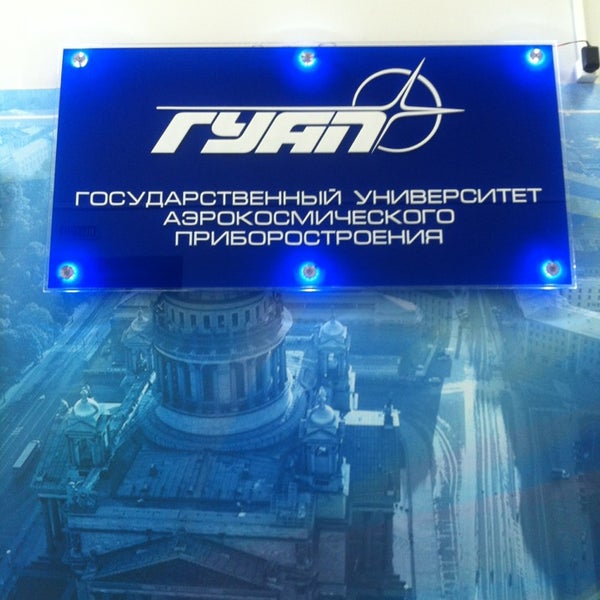 ГУАП
ГОСУДАРСТВЕННЫЙ УНИВЕРСИТЕТ
АЭРОКОСМИЧЕСКОГО
ПРИБОРОСТРОЕНИЯ